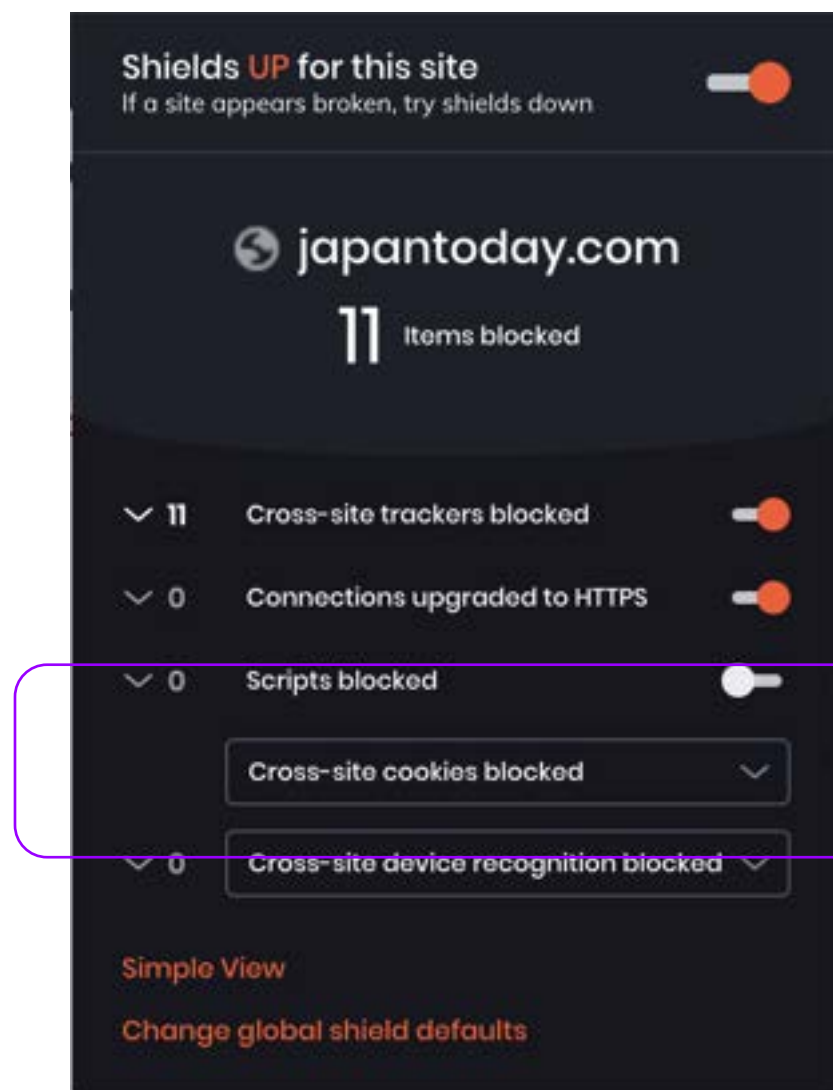 Shields UP for this site
If a site appears broken, try shields down
japantoday.com
11 Items blocked
11 Cross-site trackers blocked
0 Connections upgraded to HTTPS
0 Scripts blocked
Cross-site cookies blocked
0 Cross-site device recognition blocked
Simple View
Change global shield defaults